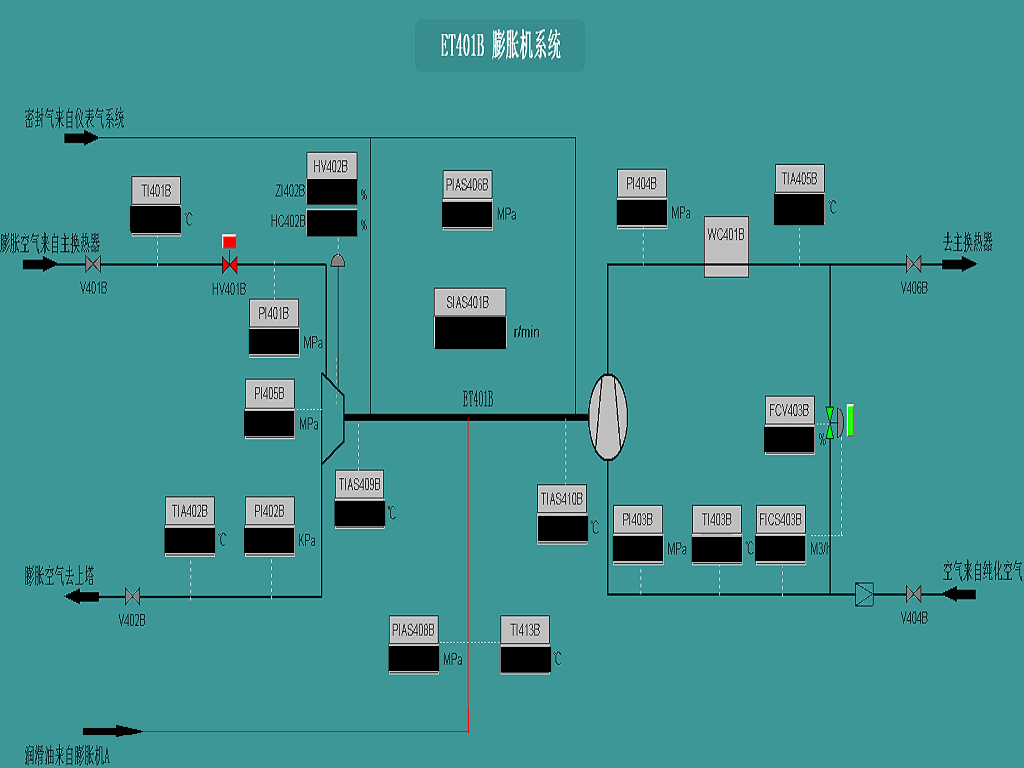 ET401B 膨胀机系统
密封气来自仪表气系统
HV402B
ZI402B
%
HC402B
%
TI401B
℃
PIAS406B
MPa
PI404B
MPa
TIA405B
℃
WC401B
膨胀空气来自主换热器
去主换热器
V401B
HV401B
V406B
PI401B
MPa
SIAS401B
r/min
PI405B
MPa
ET401B
FCV403B
%
TIAS409B
℃
TIAS410B
℃
TIA402B
℃
PI402B
KPa
PI403B
MPa
TI403B
℃
FICS403B
M3/H
膨胀空气去上塔
空气来自纯化空气
V402B
V404B
PIAS408B
MPa
TI413B
℃
润滑油来自膨胀机A